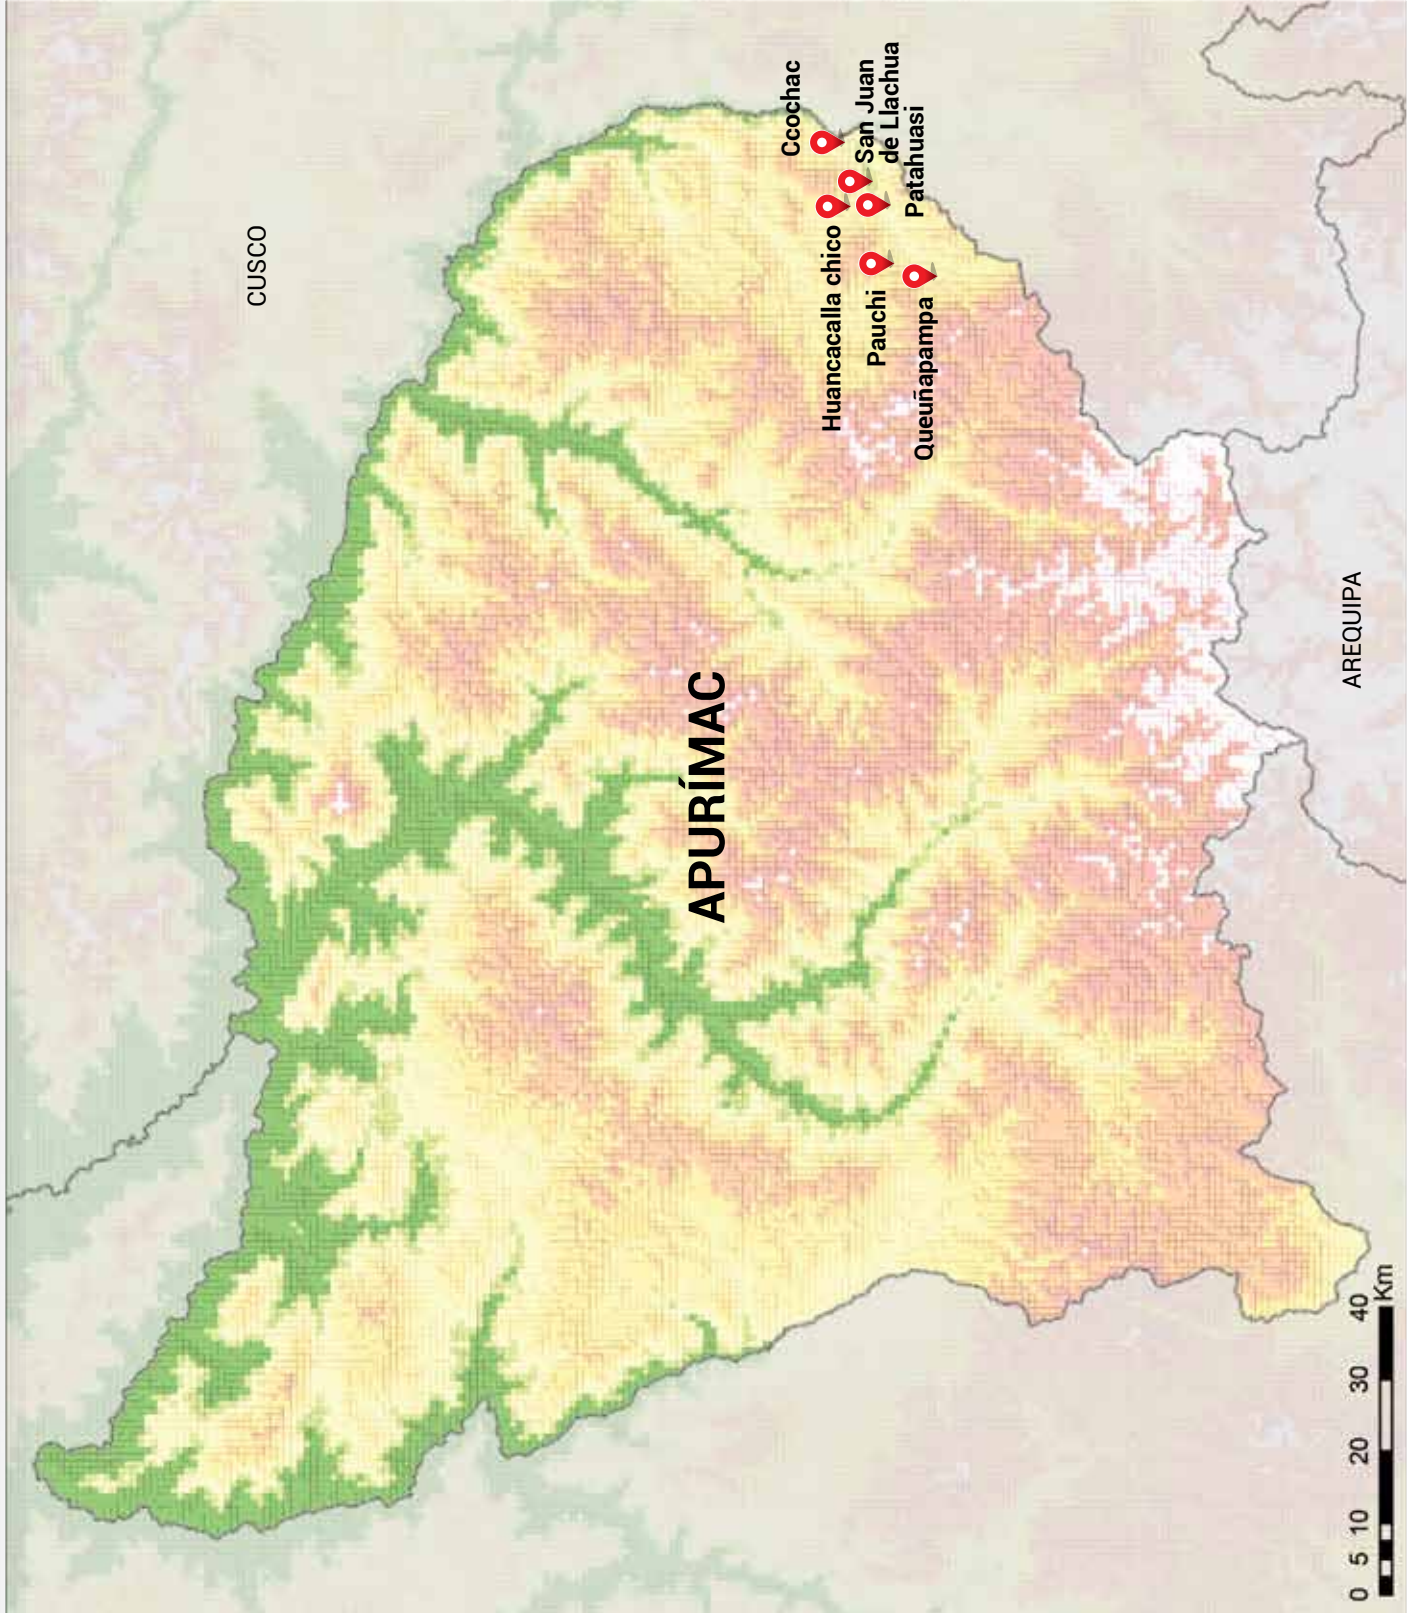 CUSCO
Ccochac
San Juan
de Llachua
Patahuasi
Huancacalla chico
Pauchi
Queuñapampa
APURÍMAC
AREQUIPA
0 5 10 20 30 40
Km